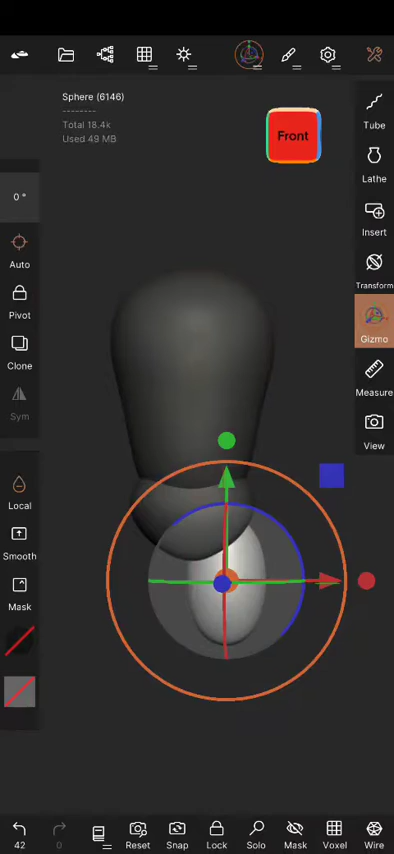 Sphere (6146)
--------
Total 18.4k
Used 49 MB
Front
0 °
Auto
Pivot
Clone
Sym
Local
Smooth
Mask
Tube
Lathe
Insert
Transform
Gizmo
Measure
View
42
0
Reset
Snap
Lock
Solo
Mask
Voxel
Wire